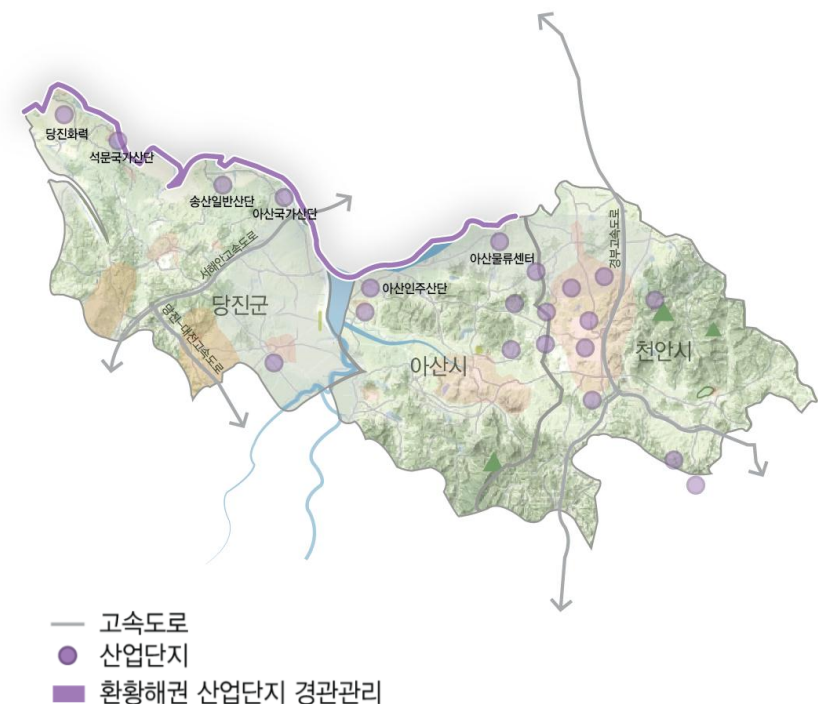 당진화력
석문국가산단
송산일반산단
아산국가산단
서해안고속도로
당진군
당진-대전고속도로
아산인주산단
아산시
아산물류센터
경부고속도로
천안시
고속도로
산업단지
환황해권 산업단지 경관관리